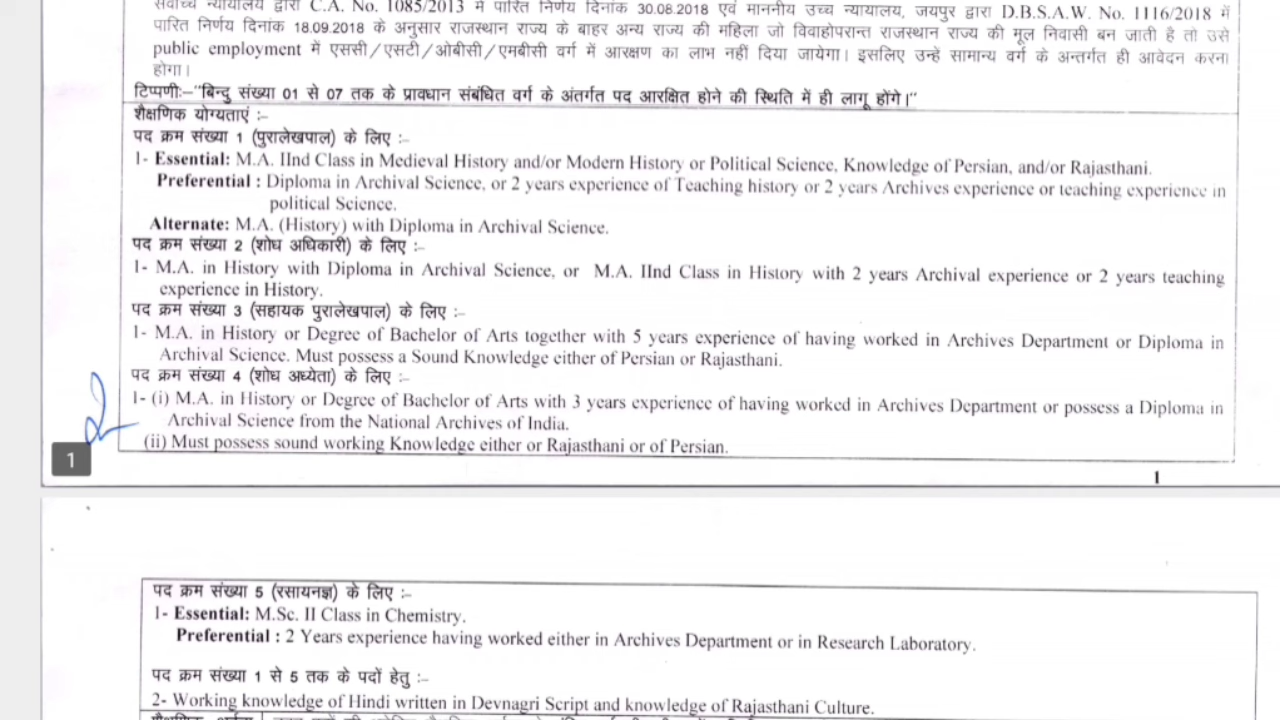 सर्वोच्च न्यायालय द्वारा C.A. No. 1085/2013 में पारित निर्णय दिनांक 30.08.2018 एवं माननीय उच्च न्यायालय, जयपुर द्वारा D.B.S.A.W. No. 1116/2018 में
पारित निर्णय दिनांक 18.09.2018 के अनुसार राजस्थान राज्य के बाहर अन्य राज्य की महिला जो विवाहोपरान्त राजस्थान राज्य की मूल निवासी बन जाती है तो उसे
public employment में एससी/एसटी/ओबीसी/एमबीसी वर्ग में आरक्षण का लाभ नहीं दिया जायेगा। इसलिए उन्हें सामान्य वर्ग के अन्तर्गत ही आवेदन करना
होगा।
टिप्पणी:–"बिन्दु संख्या 01 से 07 तक के प्रावधान संबंधित वर्ग के अंतर्गत पद आरक्षित होने की स्थिति में ही लागू होंगे।"
शैक्षणिक योग्यताएं :–
पद क्रम संख्या 1 (पुरालेखपाल) के लिए :–
1- Essential: M.A. IInd Class in Medieval History and/or Modern History or Political Science, Knowledge of Persian, and/or Rajasthani.
Preferential : Diploma in Archival Science, or 2 years experience of Teaching history or 2 years Archives experience or teaching experience in
political Science.
Alternate: M.A. (History) with Diploma in Archival Science.
पद क्रम संख्या 2 (शोध अधिकारी) के लिए :–
1- M.A. in History with Diploma in Archival Science, or M.A. IInd Class in History with 2 years Archival experience or 2 years teaching
experience in History.
पद क्रम संख्या 3 (सहायक पुरालेखपाल) के लिए :–
1- M.A. in History or Degree of Bachelor of Arts together with 5 years experience of having worked in Archives Department or Diploma in
Archival Science. Must possess a Sound Knowledge either of Persian or Rajasthani.
पद क्रम संख्या 4 (शोध अध्येता) के लिए :–
1- (i) M.A. in History or Degree of Bachelor of Arts with 3 years experience of having worked in Archives Department or possess a Diploma in
Archival Science from the National Archives of India.
(ii) Must possess sound working Knowledge either or Rajasthani or of Persian.
1
1
पद क्रम संख्या 5 (रसायनज्ञ) के लिए :–
1- Essential: M.Sc. II Class in Chemistry.
Preferential : 2 Years experience having worked either in Archives Department or in Research Laboratory.
पद क्रम संख्या 1 से 5 तक के पदों हेतु :–
2- Working knowledge of Hindi written in Devnagri Script and knowledge of Rajasthani Culture.